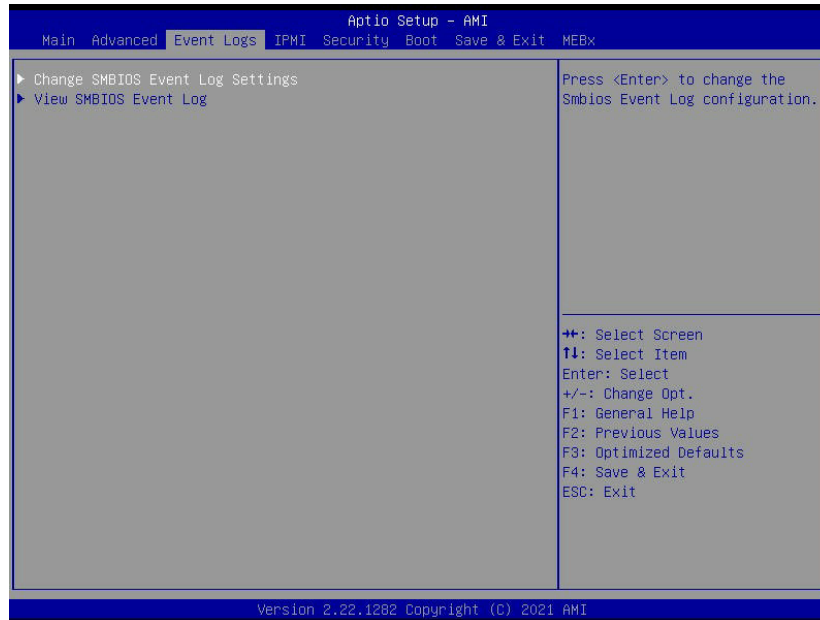 Aptio Setup – AMI
Main Advanced Event Logs IPMI Security Boot Save & Exit MEBx
▶ Change SMBIOS Event Log Settings
▶ View SMBIOS Event Log
Press <Enter> to change the
Smbios Event Log configuration.
→←: Select Screen
↑↓: Select Item
Enter: Select
+/-: Change Opt.
F1: General Help
F2: Previous Values
F3: Optimized Defaults
F4: Save & Exit
ESC: Exit
Version 2.22.1282 Copyright (C) 2021 AMI